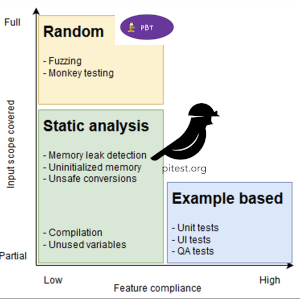 Full
Random
PBT
- Fuzzing
- Monkey testing
Input scope covered
Static analysis
- Memory leak detection
- Uninitialized memory
- Unsafe conversions
pitest.org
Example based
- Unit tests
- UI tests
- QA tests
- Compilation
- Unused variables
Partial
Low
High
Feature compliance